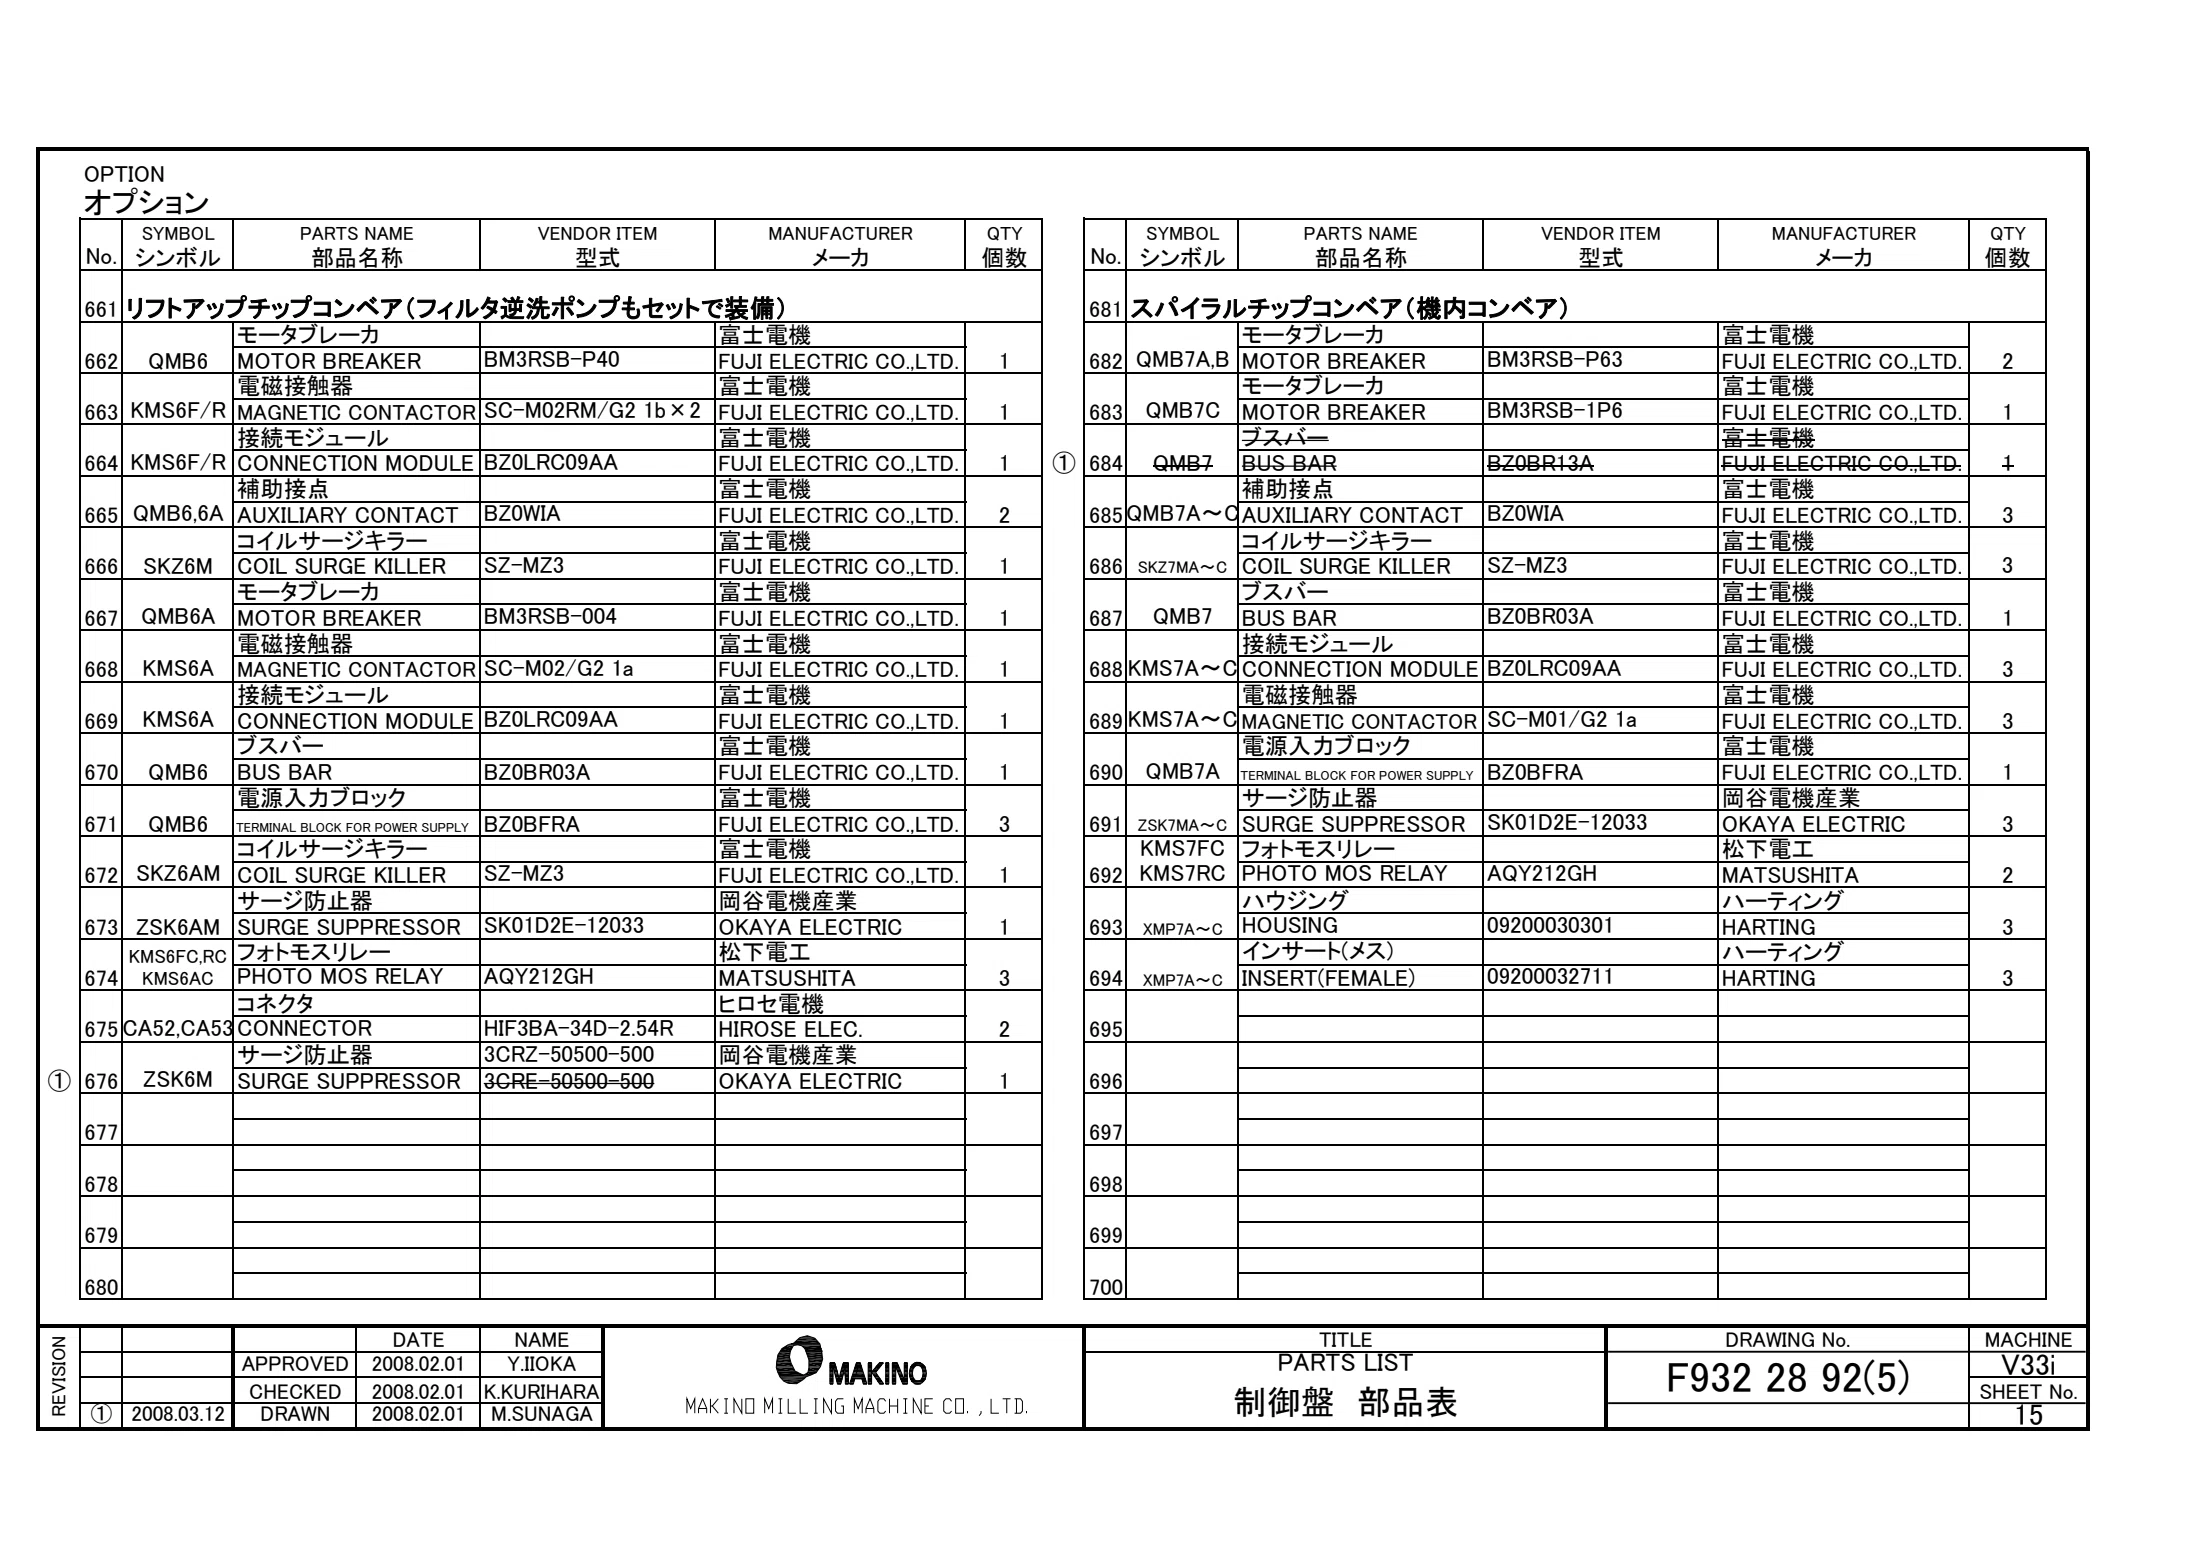 OPTION
オプション
No. SYMBOL シンボル PARTS NAME 部品名称 VENDOR ITEM 型式 MANUFACTURER メーカ QTY 個数
661 リフトアップチップコンベア（フィルタ逆洗ポンプもセットで装備）
モータブレーカ 富士電機
662 QMB6 MOTOR BREAKER BM3RSB-P40 FUJI ELECTRIC CO.,LTD. 1
電磁接触器 富士電機
663 KMS6F/R MAGNETIC CONTACTOR SC-M02RM/G2 1b×2 FUJI ELECTRIC CO.,LTD. 1
接続モジュール 富士電機
664 KMS6F/R CONNECTION MODULE BZ0LRC09AA FUJI ELECTRIC CO.,LTD. 1
補助接点 富士電機
665 QMB6,6A AUXILIARY CONTACT BZ0WIA FUJI ELECTRIC CO.,LTD. 2
コイルサージキラー 富士電機
666 SKZ6M COIL SURGE KILLER SZ-MZ3 FUJI ELECTRIC CO.,LTD. 1
モータブレーカ 富士電機
667 QMB6A MOTOR BREAKER BM3RSB-004 FUJI ELECTRIC CO.,LTD. 1
電磁接触器 富士電機
668 KMS6A MAGNETIC CONTACTOR SC-M02/G2 1a FUJI ELECTRIC CO.,LTD. 1
接続モジュール 富士電機
669 KMS6A CONNECTION MODULE BZ0LRC09AA FUJI ELECTRIC CO.,LTD. 1
ブスバー 富士電機
670 QMB6 BUS BAR BZ0BR03A FUJI ELECTRIC CO.,LTD. 1
電源入力ブロック 富士電機
671 QMB6 TERMINAL BLOCK FOR POWER SUPPLY BZ0BFRA FUJI ELECTRIC CO.,LTD. 3
コイルサージキラー 富士電機
672 SKZ6AM COIL SURGE KILLER SZ-MZ3 FUJI ELECTRIC CO.,LTD. 1
サージ防止器 岡谷電機産業
673 ZSK6AM SURGE SUPPRESSOR SK01D2E-12033 OKAYA ELECTRIC 1
KMS6FC,RC フォトモスリレー 松下電工
674 KMS6AC PHOTO MOS RELAY AQY212GH MATSUSHITA 3
コネクタ ヒロセ電機
675 CA52,CA53 CONNECTOR HIF3BA-34D-2.54R HIROSE ELEC. 2
サージ防止器 3CRZ-50500-500 岡谷電機産業
① 676 ZSK6M SURGE SUPPRESSOR 3CRE-50500-500 OKAYA ELECTRIC 1
677
678
679
680
No. SYMBOL シンボル PARTS NAME 部品名称 VENDOR ITEM 型式 MANUFACTURER メーカ QTY 個数
681 スパイラルチップコンベア（機内コンベア）
モータブレーカ 富士電機
682 QMB7A,B MOTOR BREAKER BM3RSB-P63 FUJI ELECTRIC CO.,LTD. 2
モータブレーカ 富士電機
683 QMB7C MOTOR BREAKER BM3RSB-1P6 FUJI ELECTRIC CO.,LTD. 1
ブスバー 富士電機
① 684 QMB7 BUS BAR BZ0BR13A FUJI ELECTRIC CO.,LTD. 1
補助接点 富士電機
685 QMB7A～C AUXILIARY CONTACT BZ0WIA FUJI ELECTRIC CO.,LTD. 3
コイルサージキラー 富士電機
686 SKZ7MA～C COIL SURGE KILLER SZ-MZ3 FUJI ELECTRIC CO.,LTD. 3
ブスバー 富士電機
687 QMB7 BUS BAR BZ0BR03A FUJI ELECTRIC CO.,LTD. 1
接続モジュール 富士電機
688 KMS7A～C CONNECTION MODULE BZ0LRC09AA FUJI ELECTRIC CO.,LTD. 3
電磁接触器 富士電機
689 KMS7A～C MAGNETIC CONTACTOR SC-M01/G2 1a FUJI ELECTRIC CO.,LTD. 3
電源入力ブロック 富士電機
690 QMB7A TERMINAL BLOCK FOR POWER SUPPLY BZ0BFRA FUJI ELECTRIC CO.,LTD. 1
サージ防止器 岡谷電機産業
691 ZSK7MA～C SURGE SUPPRESSOR SK01D2E-12033 OKAYA ELECTRIC 3
KMS7FC フォトモスリレー 松下電工
692 KMS7RC PHOTO MOS RELAY AQY212GH MATSUSHITA 2
ハウジング ハーティング
693 XMP7A～C HOUSING 09200030301 HARTING 3
インサート(メス) ハーティング
694 XMP7A～C INSERT(FEMALE) 09200032711 HARTING 3
695
696
697
698
699
700
REVISION
① 2008.03.12
DATE NAME
APPROVED 2008.02.01 Y.IIOKA
CHECKED 2008.02.01 K.KURIHARA
DRAWN 2008.02.01 M.SUNAGA
MAKINO
MAKINO MILLING MACHINE CO.,LTD.
TITLE
PARTS LIST
制御盤 部品表
DRAWING No.
F932 28 92(5)
MACHINE
V33i
SHEET No.
15